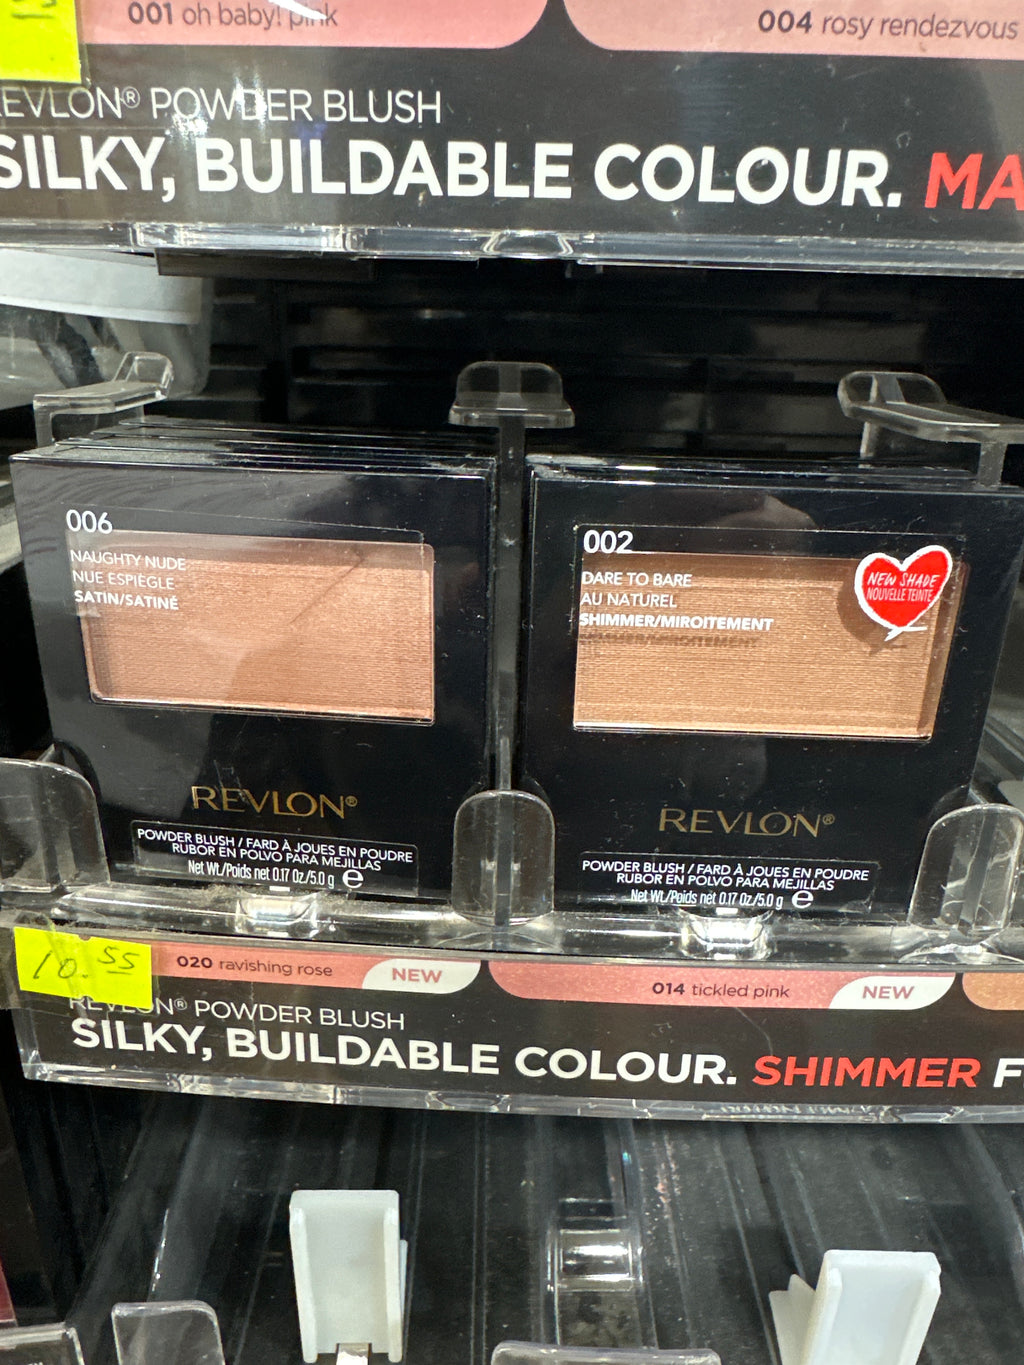 001 oh baby! pink
004 rosy rendezvous
REVLON® POWDER BLUSH
SILKY, BUILDABLE COLOUR.
006
NAUGHTY NUDE
NUE ESPIÈGLE
SATIN/SATINÉ
REVLON®
POWDER BLUSH / FARD À JOUES EN POUDRE
RUBOR EN POLVO PARA MEJILLAS
Net Wt./Poids net 0.17 Oz/5.0 g e
002
DARE TO BARE
AU NATUREL
SHIMMER/MIROITEMENT
NEW SHADE
NOUVELLE TEINTE
REVLON®
POWDER BLUSH / FARD À JOUES EN POUDRE
RUBOR EN POLVO PARA MEJILLAS
Net Wt./Poids net 0.17 Oz/5.0 g e
10.55
020 ravishing rose NEW
014 tickled pink NEW
REVLON® POWDER BLUSH
SILKY, BUILDABLE COLOUR. SHIMMER F